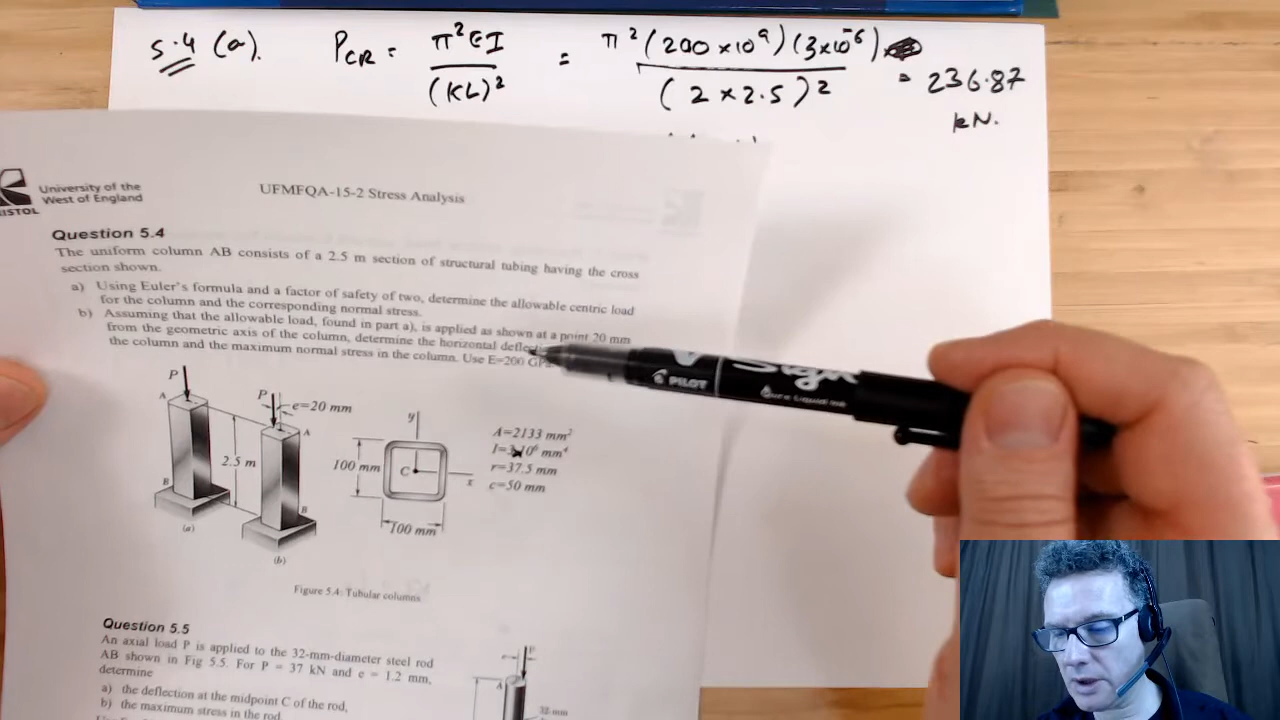 5.4 (a). PCR = π²EI / (KL)² = π²(200×10⁹)(3×10⁻⁶) / (2×2.5)² = 236.87
kN.
University of the
West of England
BRISTOL
UFMFQA-15-2 Stress Analysis
Question 5.4
The uniform column AB consists of a 2.5 m section of structural tubing having the cross
section shown.
a) Using Euler's formula and a factor of safety of two, determine the allowable centric load
for the column and the corresponding normal stress.
b) Assuming that the allowable load, found in part a), is applied as shown at a point 20 mm
from the geometric axis of the column, determine the horizontal
the column and the maximum normal stress in the column. Use E=200
P
A
B
(a)
2.5 m
P
e=20 mm
A
B
(b)
100 mm
y
C
x
100 mm
A=2133 mm²
I=3×10⁶ mm⁴
r=37.5 mm
c=50 mm
Figure 5.4: Tubular columns
Question 5.5
An axial load P is applied to the 32-mm-diameter steel rod
AB shown in Fig 5.5. For P = 37 kN and e = 1.2 mm,
determine
a) the deflection at the midpoint C of the rod,
b) the maximum stress in the rod.
A
32-mm
PILOT
Sign